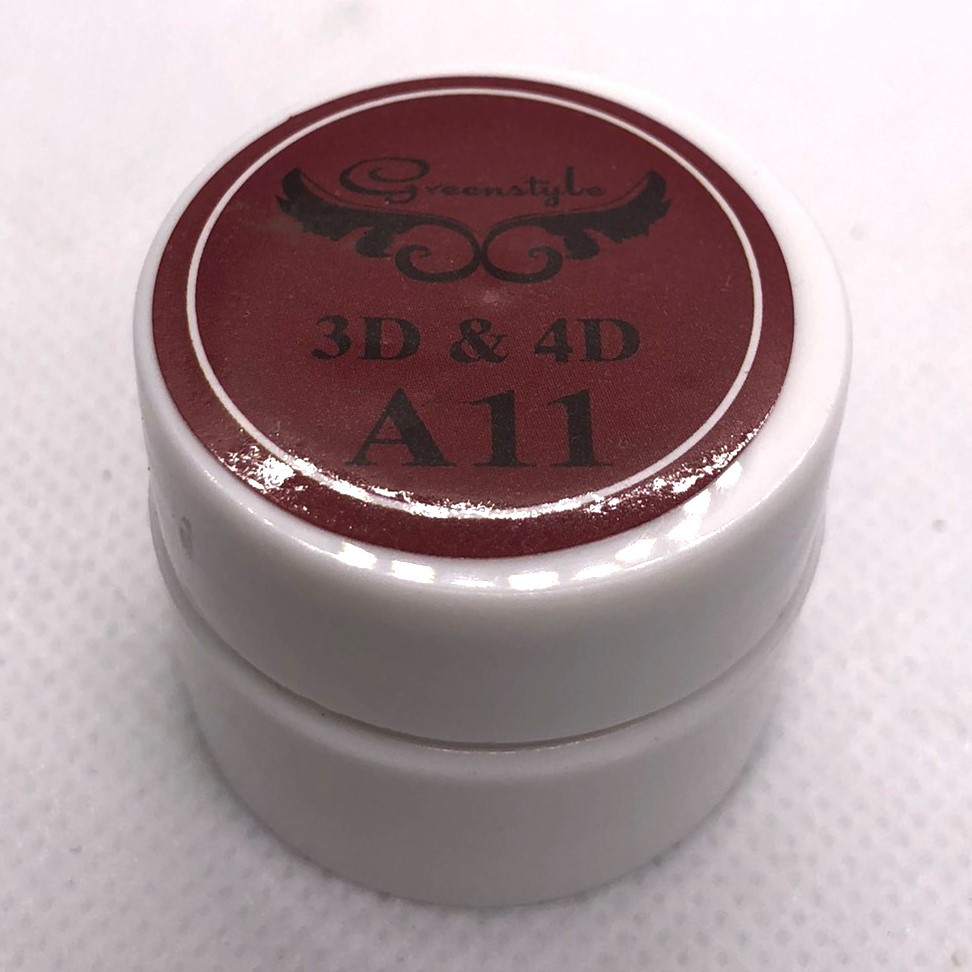 Greenstyle
3D & 4D
A11